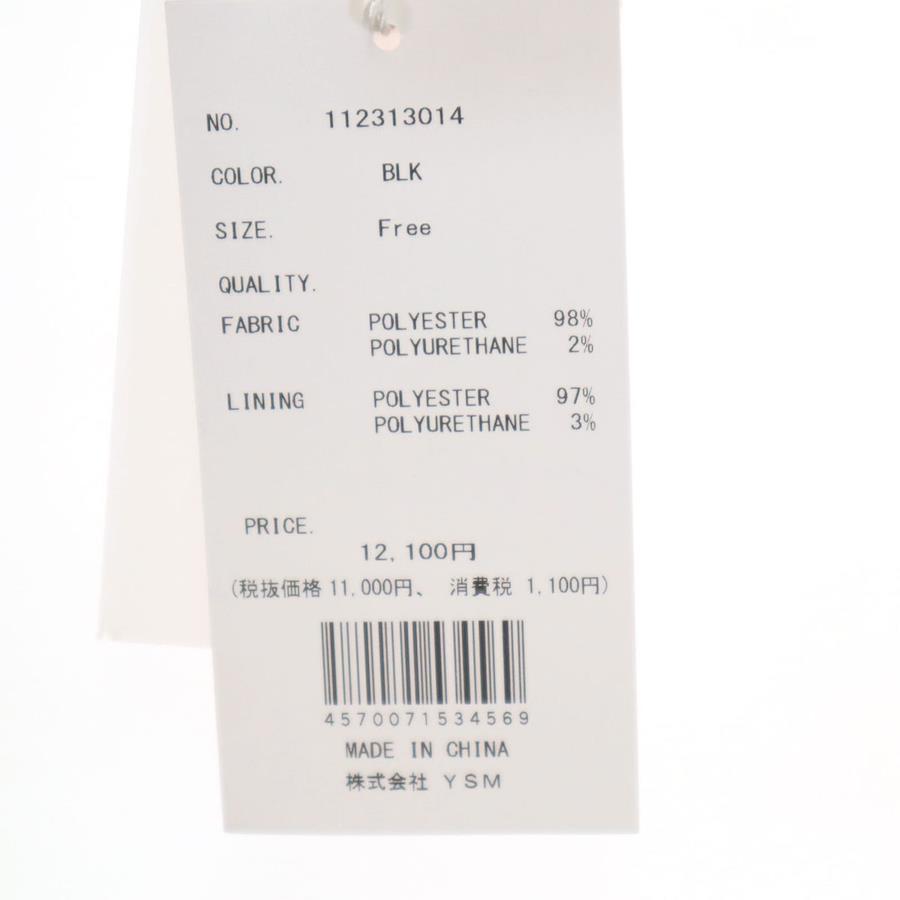 NO. 112313014
COLOR. BLK
SIZE. Free
QUALITY.
FABRIC POLYESTER 98%
POLYURETHANE 2%
LINING POLYESTER 97%
POLYURETHANE 3%
PRICE.
12,100円
(税抜価格 11,000円、 消費税 1,100円)
4570071534569
MADE IN CHINA
株式会社 YSM